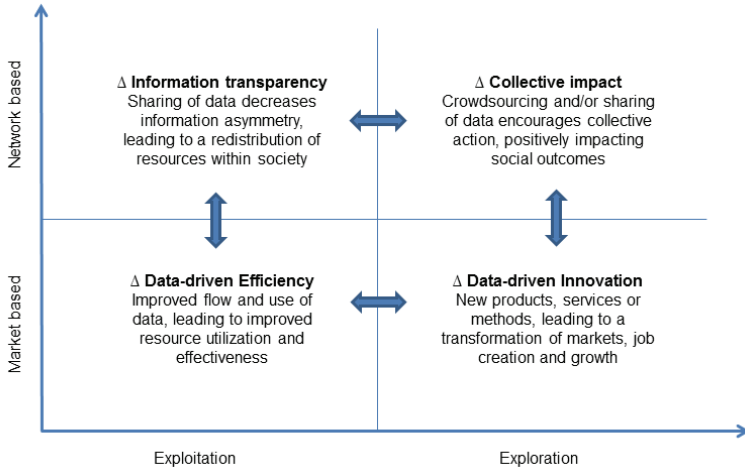 Network based
Δ Information transparency
Sharing of data decreases
information asymmetry,
leading to a redistribution of
resources within society
Δ Collective impact
Crowdsourcing and/or sharing
of data encourages collective
action, positively impacting
social outcomes
Market based
Δ Data-driven Efficiency
Improved flow and use of
data, leading to improved
resource utilization and
effectiveness
Δ Data-driven Innovation
New products, services or
methods, leading to a
transformation of markets, job
creation and growth
Exploitation
Exploration